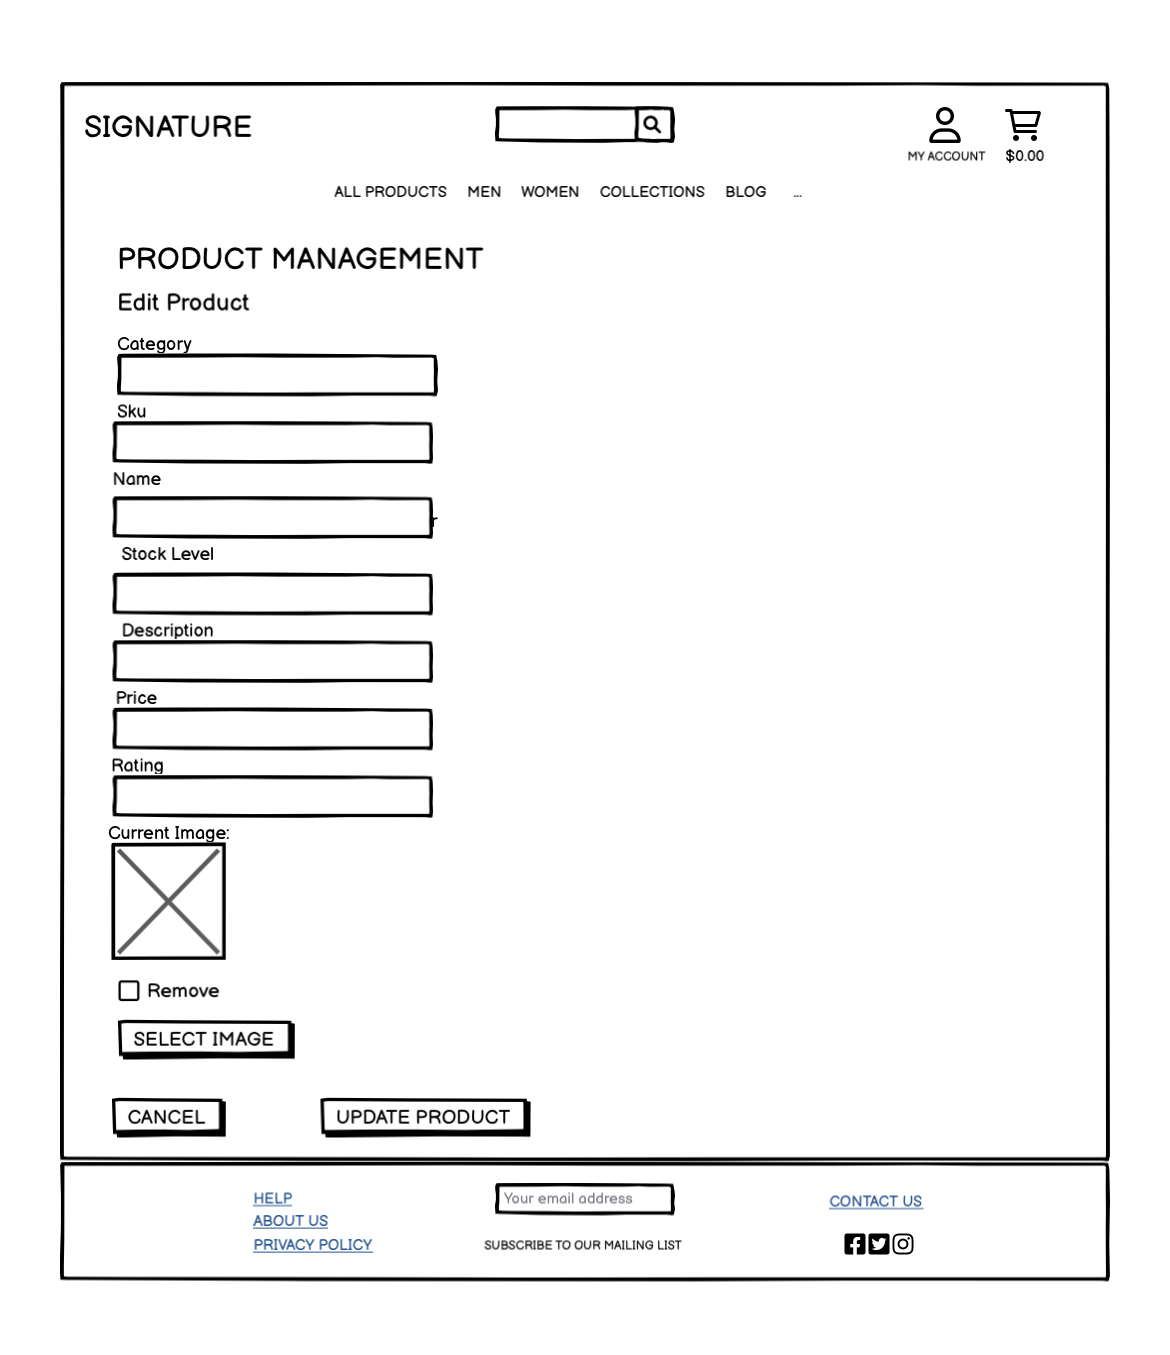 SIGNATURE
MY ACCOUNT
$0.00
ALL PRODUCTS MEN WOMEN COLLECTIONS BLOG ...
PRODUCT MANAGEMENT
Edit Product
Category
Sku
Name
r
Stock Level
Description
Price
Rating
Current Image:
Remove
SELECT IMAGE
CANCEL
UPDATE PRODUCT
HELP
ABOUT US
PRIVACY POLICY
Your email address
SUBSCRIBE TO OUR MAILING LIST
CONTACT US